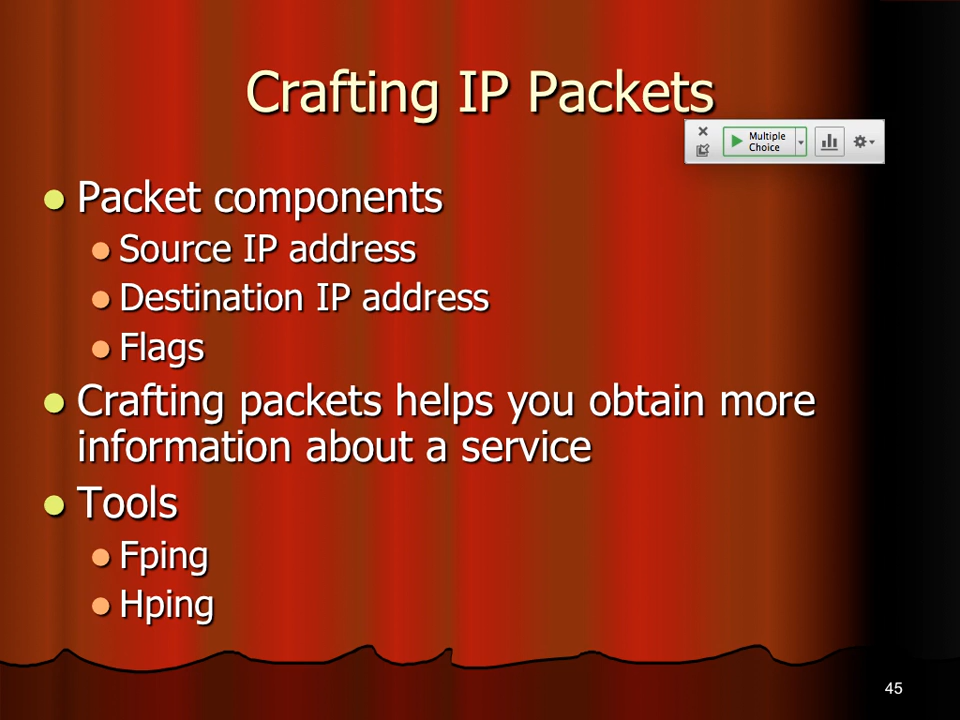 Crafting IP Packets
Multiple
Choice
Packet components
Source IP address
Destination IP address
Flags
Crafting packets helps you obtain more
information about a service
Tools
Fping
Hping
45